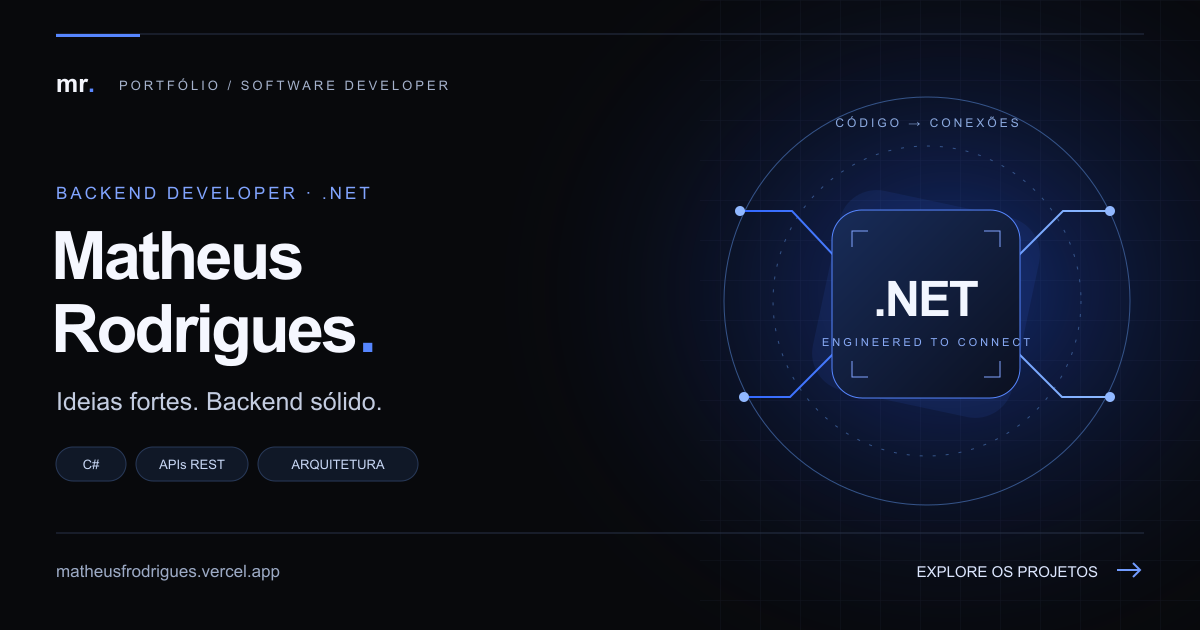 mr. PORTFÓLIO / SOFTWARE DEVELOPER
BACKEND DEVELOPER · .NET
Matheus
Rodrigues.
Ideias fortes. Backend sólido.
C# APIs REST ARQUITETURA
CÓDIGO → CONEXÕES
.NET
ENGINEERED TO CONNECT
matheusfrodrigues.vercel.app
EXPLORE OS PROJETOS →